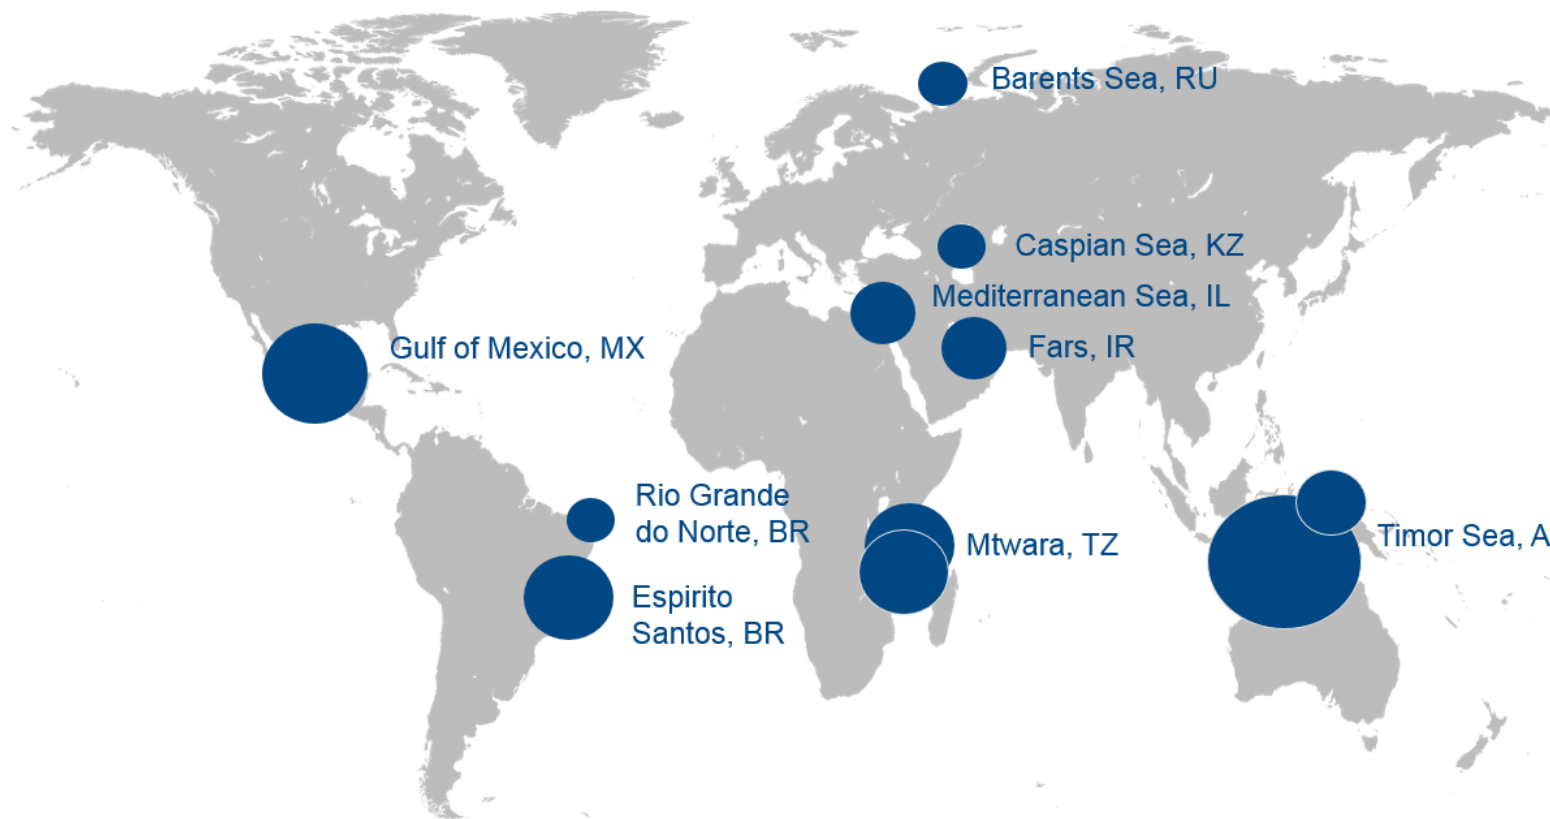 Barents Sea, RU
Caspian Sea, KZ
Mediterranean Sea, IL
Gulf of Mexico, MX
Fars, IR
Rio Grande
do Norte, BR
Mtwara, TZ
Timor Sea, A
Espirito
Santos, BR